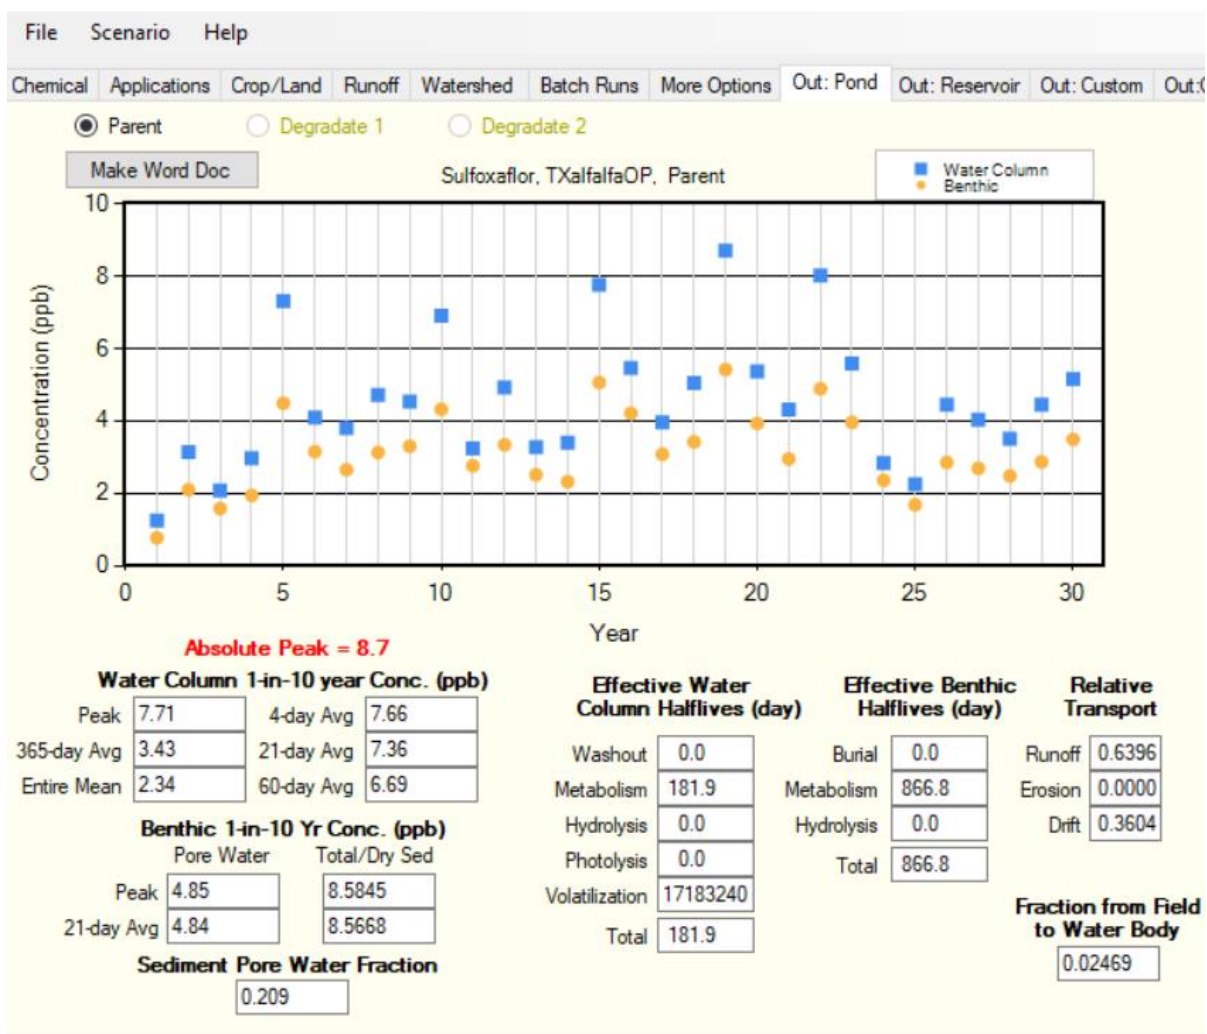 File Scenario Help
Chemical Applications Crop/Land Runoff Watershed Batch Runs More Options Out: Pond Out: Reservoir Out: Custom Out:
Parent Degradate 1 Degradate 2
Make Word Doc
Sulfoxaflor, TXalfalfaOP, Parent
Water Column
Benthic
Concentration (ppb)
10
8
6
4
2
0
0 5 10 15 20 25 30
Year
Absolute Peak = 8.7
Water Column 1-in-10 year Conc. (ppb)
Peak 7.71 4-day Avg 7.66
365-day Avg 3.43 21-day Avg 7.36
Entire Mean 2.34 60-day Avg 6.69
Benthic 1-in-10 Yr Conc. (ppb)
Pore Water Total/Dry Sed
Peak 4.85 8.5845
21-day Avg 4.84 8.5668
Sediment Pore Water Fraction
0.209
Effective Water
Column Halflives (day)
Washout 0.0
Metabolism 181.9
Hydrolysis 0.0
Photolysis 0.0
Volatilization 17183240
Total 181.9
Effective Benthic
Halflives (day)
Burial 0.0
Metabolism 866.8
Hydrolysis 0.0
Total 866.8
Relative
Transport
Runoff 0.6396
Erosion 0.0000
Drift 0.3604
Fraction from Field
to Water Body
0.02469